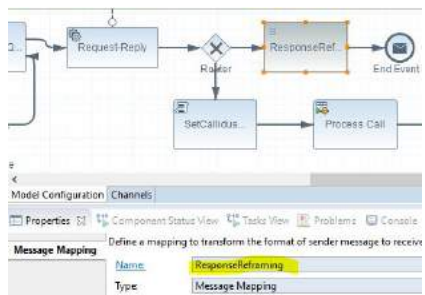 Q...
Request-Reply
Router
ResponseRef...
End Event
SetCallidus...
Process Call
Model Configuration
Channels
Properties
Component Status View
Tasks View
Problems
Console
Message Mapping
Define a mapping to transform the format of sender message to receive
Name:
ResponseReframing
Type:
Message Mapping